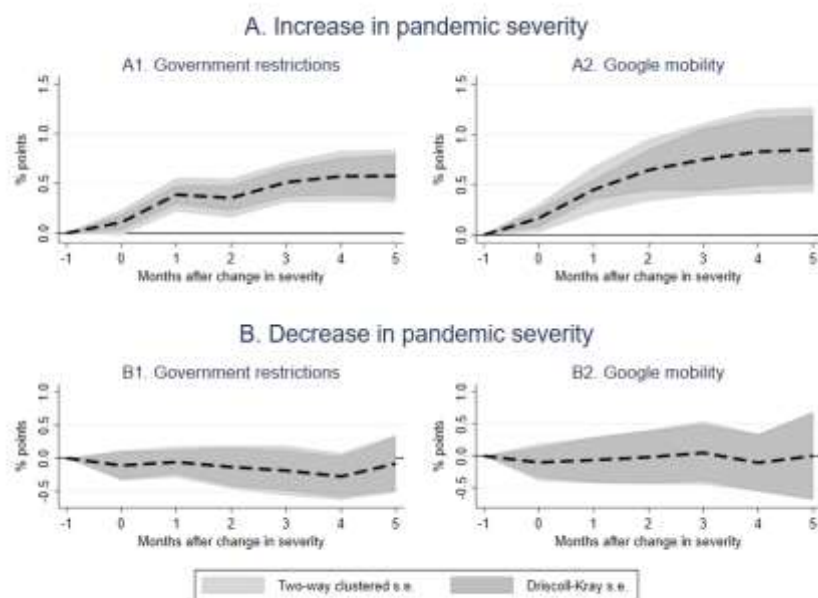 A. Increase in pandemic severity
A1. Government restrictions
A2. Google mobility
% points
1.5
1.0
0.5
0.0
-1 0 1 2 3 4 5
Months after change in severity
% points
1.5
1.0
0.5
0.0
-1 0 1 2 3 4 5
Months after change in severity
B. Decrease in pandemic severity
B1. Government restrictions
B2. Google mobility
% points
1.0
0.5
0.0
-0.5
-1 0 1 2 3 4 5
Months after change in severity
% points
1.0
0.5
0.0
-0.5
-1 0 1 2 3 4 5
Months after change in severity
Two-way clustered s.e.
Driscoll-Kray s.e.